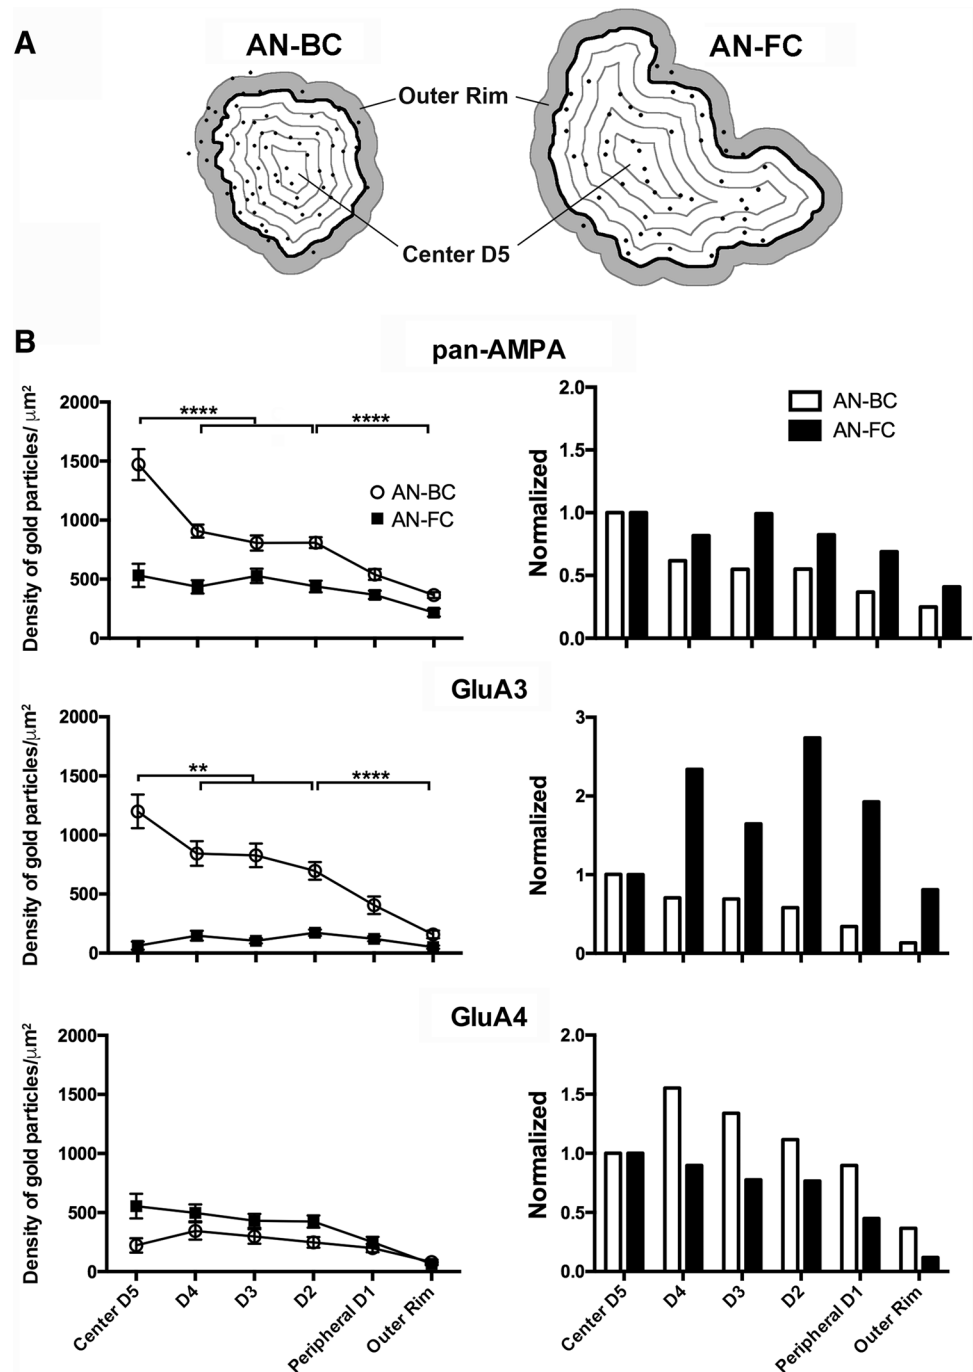 A
AN-BC
AN-FC
Outer Rim
Center D5
B
pan-AMPA
Density of gold particles/ μm²
2000
1500
1000
500
0
****
****
AN-BC
AN-FC
Normalized
2.0
1.5
1.0
0.5
0.0
AN-BC
AN-FC
GluA3
Density of gold particles/μm²
2000
1500
1000
500
0
**
****
Normalized
3
2
1
0
GluA4
Density of gold particles/μm²
2000
1500
1000
500
0
Center D5
D4
D3
D2
Peripheral D1
Outer Rim
Normalized
2.0
1.5
1.0
0.5
0.0
Center D5
D4
D3
D2
Peripheral D1
Outer Rim